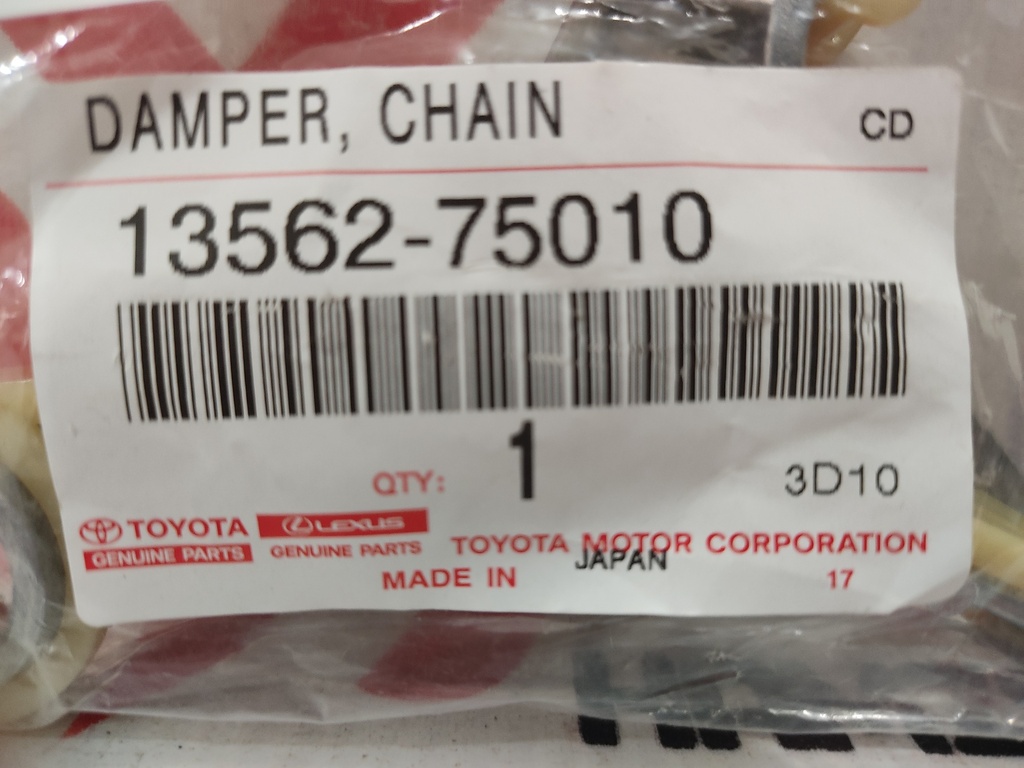 DAMPER, CHAIN CD
13562-75010
QTY: 1 3D10
TOYOTA LEXUS
GENUINE PARTS GENUINE PARTS TOYOTA MOTOR CORPORATION
MADE IN JAPAN 17